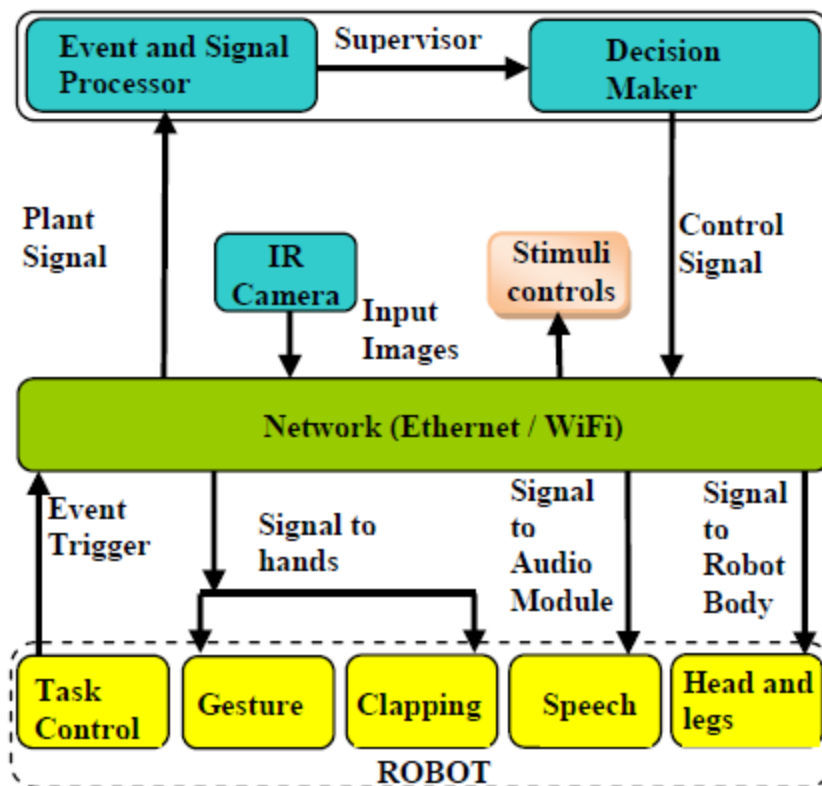 Event and Signal
Processor
Supervisor
Decision
Maker
Plant
Signal
IR
Camera
Input
Images
Stimuli
controls
Control
Signal
Network (Ethernet / WiFi)
Event
Trigger
Signal to
hands
Signal
to
Audio
Module
Signal
to
Robot
Body
Task
Control
Gesture
Clapping
Speech
Head and
legs
ROBOT